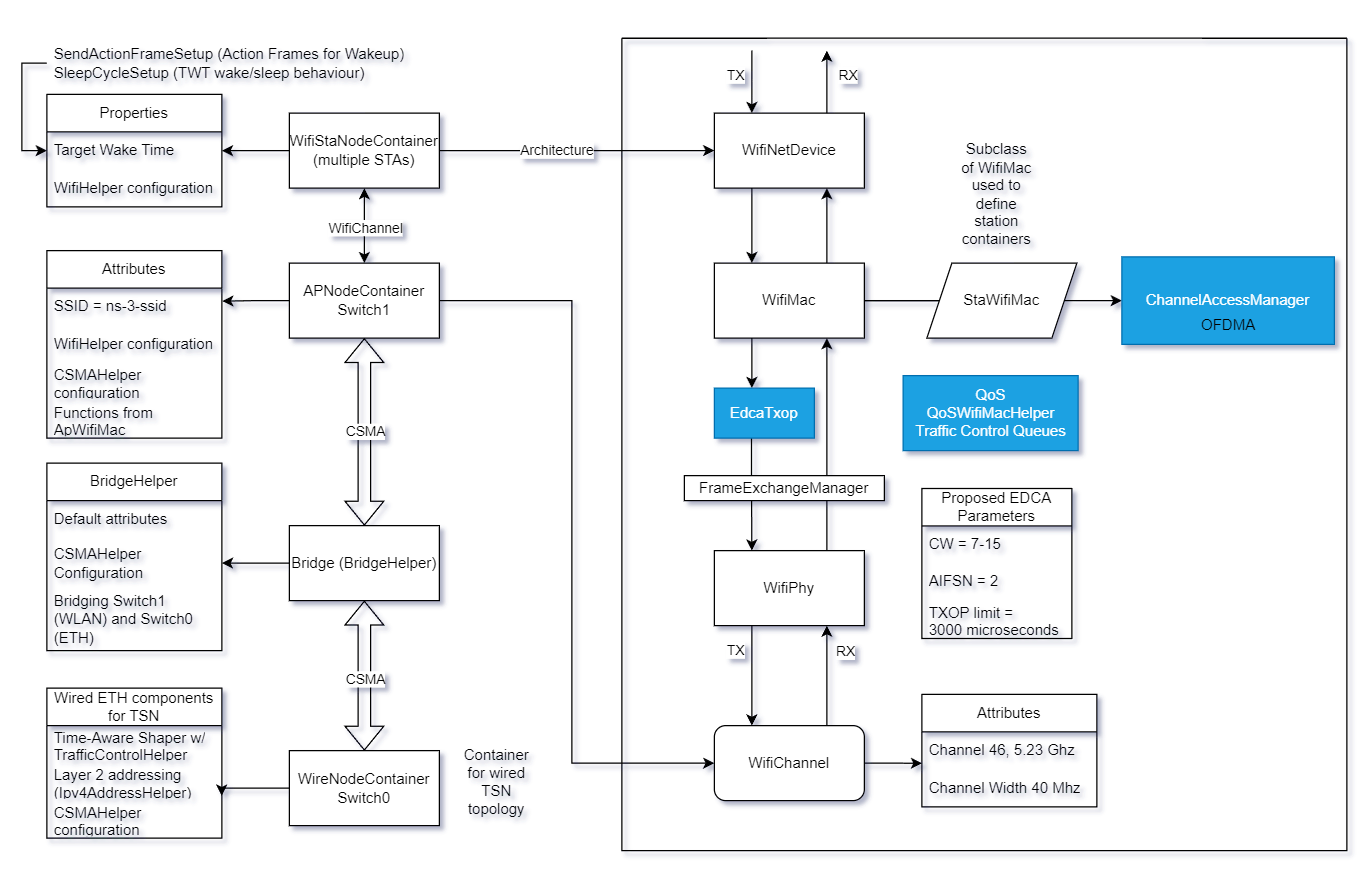 SendActionFrameSetup (Action Frames for Wakeup)
SleepCycleSetup (TWT wake/sleep behaviour)
Properties
Target Wake Time
WifiHelper configuration
WifiStaNodeContainer
(multiple STAs)
Architecture
WifiChannel
Attributes
SSID = ns-3-ssid
WifiHelper configuration
CSMAHelper
configuration
Functions from
ApWifiMac
APNodeContainer
Switch1
CSMA
BridgeHelper
Default attributes
CSMAHelper
Configuration
Bridging Switch1
(WLAN) and Switch0
(ETH)
Bridge (BridgeHelper)
CSMA
Wired ETH components
for TSN
Time-Aware Shaper w/
TrafficControlHelper
Layer 2 addressing
(Ipv4AddressHelper)
CSMAHelper
configuration
WireNodeContainer
Switch0
Container
for wired
TSN
topology
TX
RX
WifiNetDevice
WifiMac
Subclass
of WifiMac
used to
define
station
containers
StaWifiMac
ChannelAccessManager
OFDMA
EdcaTxop
QoS
QoSWifiMacHelper
Traffic Control Queues
FrameExchangeManager
Proposed EDCA
Parameters
CW = 7-15
AIFSN = 2
TXOP limit =
3000 microseconds
WifiPhy
TX
RX
WifiChannel
Attributes
Channel 46, 5.23 Ghz
Channel Width 40 Mhz